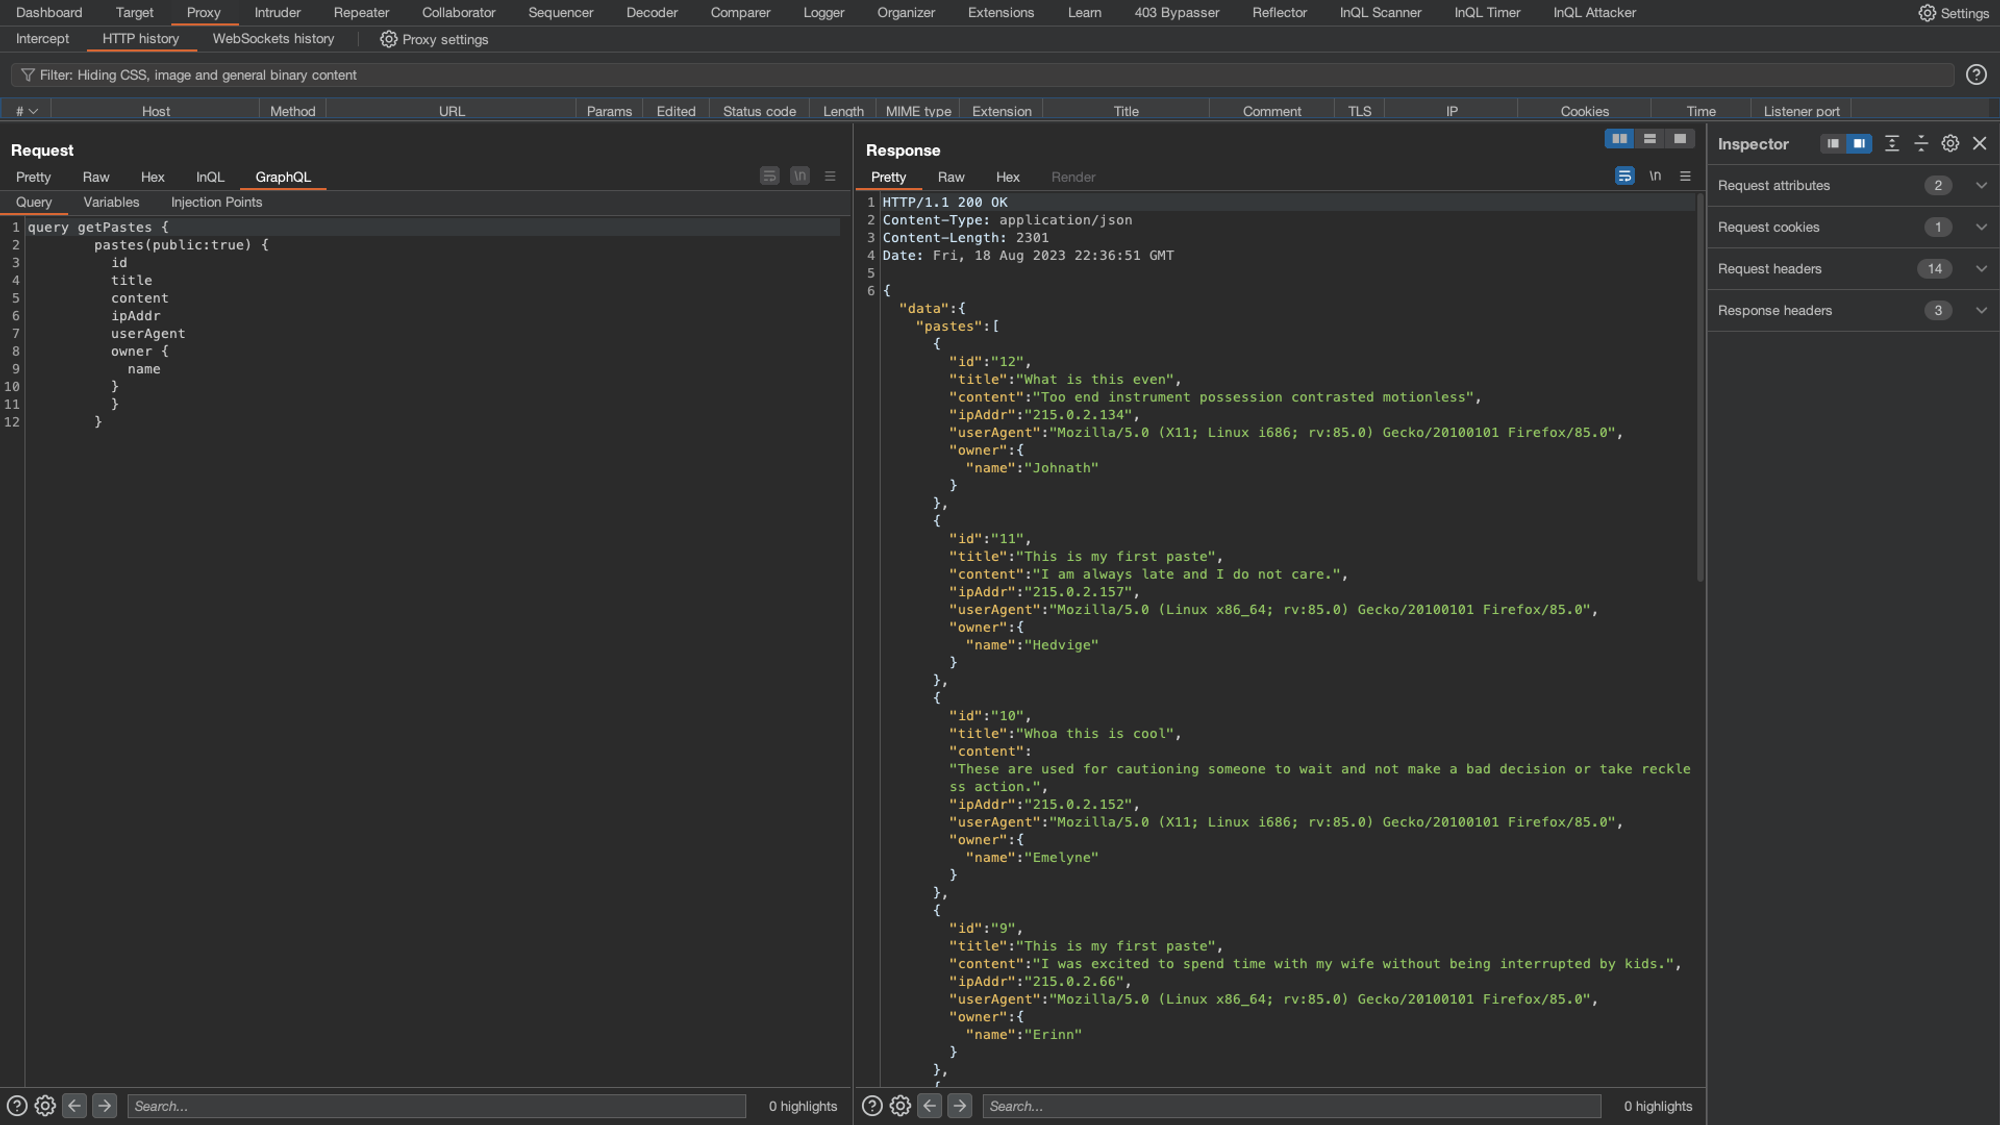 Dashboard Target Proxy Intruder Repeater Collaborator Sequencer Decoder Comparer Logger Organizer Extensions Learn 403 Bypasser Reflector InQL Scanner InQL Timer InQL Attacker Settings
Intercept HTTP history WebSockets history Proxy settings
Filter: Hiding CSS, image and general binary content
# Host Method URL Params Edited Status code Length MIME type Extension Title Comment TLS IP Cookies Time Listener port
Request
Pretty Raw Hex InQL GraphQL \n
Query Variables Injection Points
1 query getPastes {
2 pastes(public:true) {
3 id
4 title
5 content
6 ipAddr
7 userAgent
8 owner {
9 name
10 }
11 }
12 }
Search...
0 highlights
Response
Pretty Raw Hex Render \n
1 HTTP/1.1 200 OK
2 Content-Type: application/json
3 Content-Length: 2301
4 Date: Fri, 18 Aug 2023 22:36:51 GMT
5
6 {
"data":{
"pastes":[
{
"id":"12",
"title":"What is this even",
"content":"Too end instrument possession contrasted motionless",
"ipAddr":"215.0.2.134",
"userAgent":"Mozilla/5.0 (X11; Linux i686; rv:85.0) Gecko/20100101 Firefox/85.0",
"owner":{
"name":"Johnath"
}
},
{
"id":"11",
"title":"This is my first paste",
"content":"I am always late and I do not care.",
"ipAddr":"215.0.2.157",
"userAgent":"Mozilla/5.0 (Linux x86_64; rv:85.0) Gecko/20100101 Firefox/85.0",
"owner":{
"name":"Hedvige"
}
},
{
"id":"10",
"title":"Whoa this is cool",
"content":
"These are used for cautioning someone to wait and not make a bad decision or take reckle
ss action.",
"ipAddr":"215.0.2.152",
"userAgent":"Mozilla/5.0 (X11; Linux i686; rv:85.0) Gecko/20100101 Firefox/85.0",
"owner":{
"name":"Emelyne"
}
},
{
"id":"9",
"title":"This is my first paste",
"content":"I was excited to spend time with my wife without being interrupted by kids.",
"ipAddr":"215.0.2.66",
"userAgent":"Mozilla/5.0 (Linux x86_64; rv:85.0) Gecko/20100101 Firefox/85.0",
"owner":{
"name":"Erinn"
}
},
{
Search...
0 highlights
Inspector
Request attributes 2
Request cookies 1
Request headers 14
Response headers 3